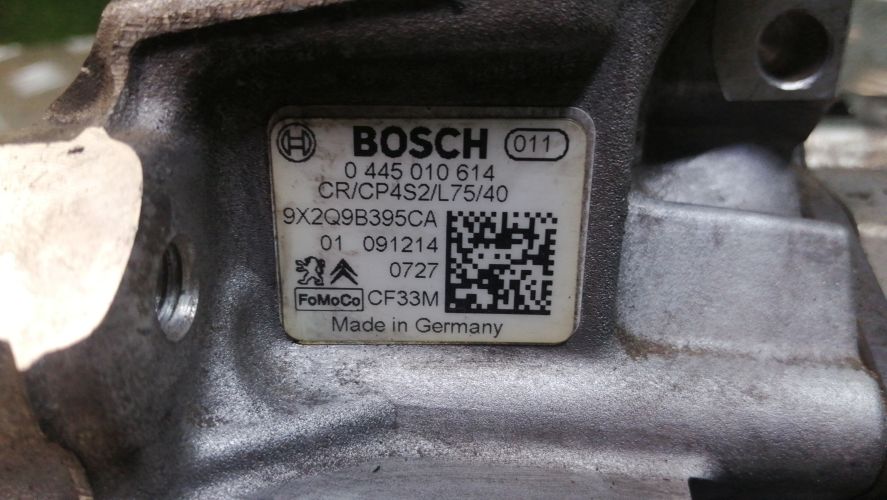 BOSCH 011
0 445 010 614
CR/CP4S2/L75/40
9X2Q9B395CA
01 091214
0727
FoMoCo CF33M
Made in Germany